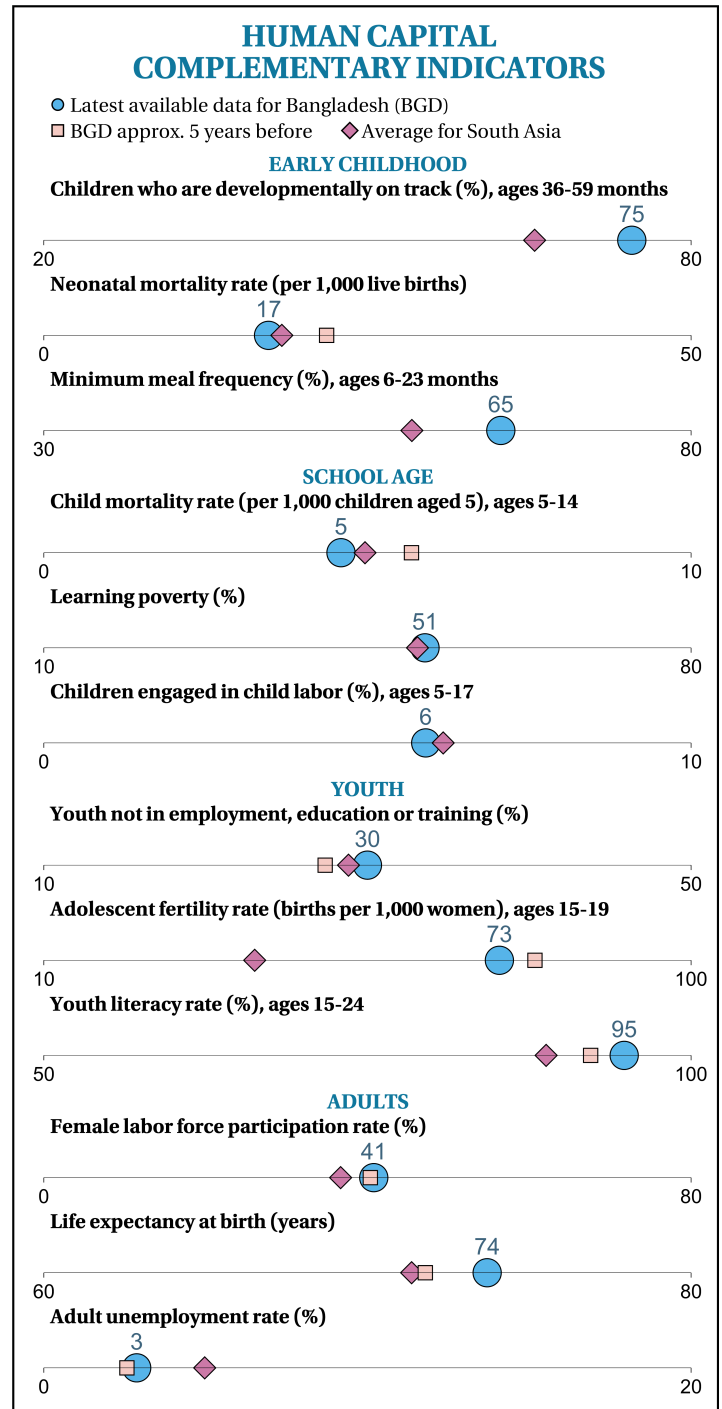 HUMAN CAPITAL
COMPLEMENTARY INDICATORS
Latest available data for Bangladesh (BGD)
BGD approx. 5 years before Average for South Asia
EARLY CHILDHOOD
Children who are developmentally on track (%), ages 36-59 months
75
20 80
Neonatal mortality rate (per 1,000 live births)
17
0 50
Minimum meal frequency (%), ages 6-23 months
65
30 80
SCHOOL AGE
Child mortality rate (per 1,000 children aged 5), ages 5-14
5
0 10
Learning poverty (%)
51
10 80
Children engaged in child labor (%), ages 5-17
6
0 10
YOUTH
Youth not in employment, education or training (%)
30
10 50
Adolescent fertility rate (births per 1,000 women), ages 15-19
73
10 100
Youth literacy rate (%), ages 15-24
95
50 100
ADULTS
Female labor force participation rate (%)
41
0 80
Life expectancy at birth (years)
74
60 80
Adult unemployment rate (%)
3
0 20